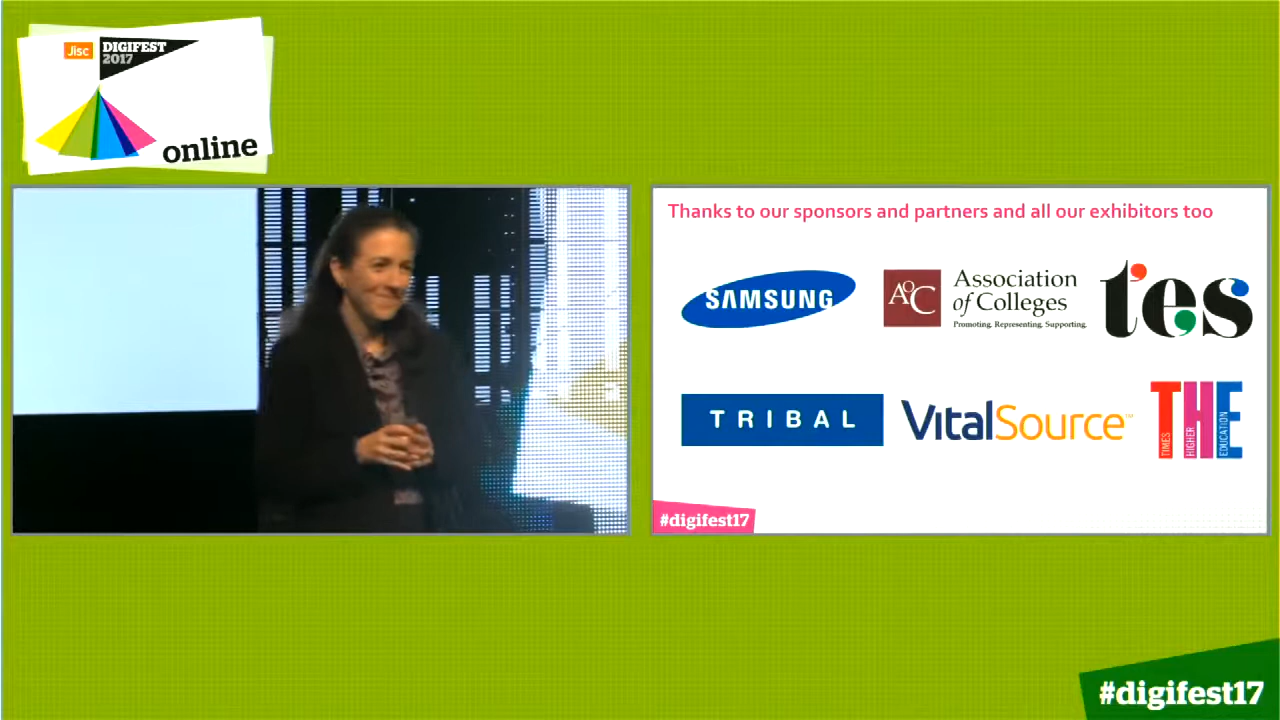 Jisc
DIGIFEST
2017
online
Thanks to our sponsors and partners and all our exhibitors too
SAMSUNG
AoC
Association
of Colleges
Promoting. Representing. Supporting.
tes
TRIBAL
VitalSource™
THE
TIMES
HIGHER
EDUCATION
#digifest17
#digifest17